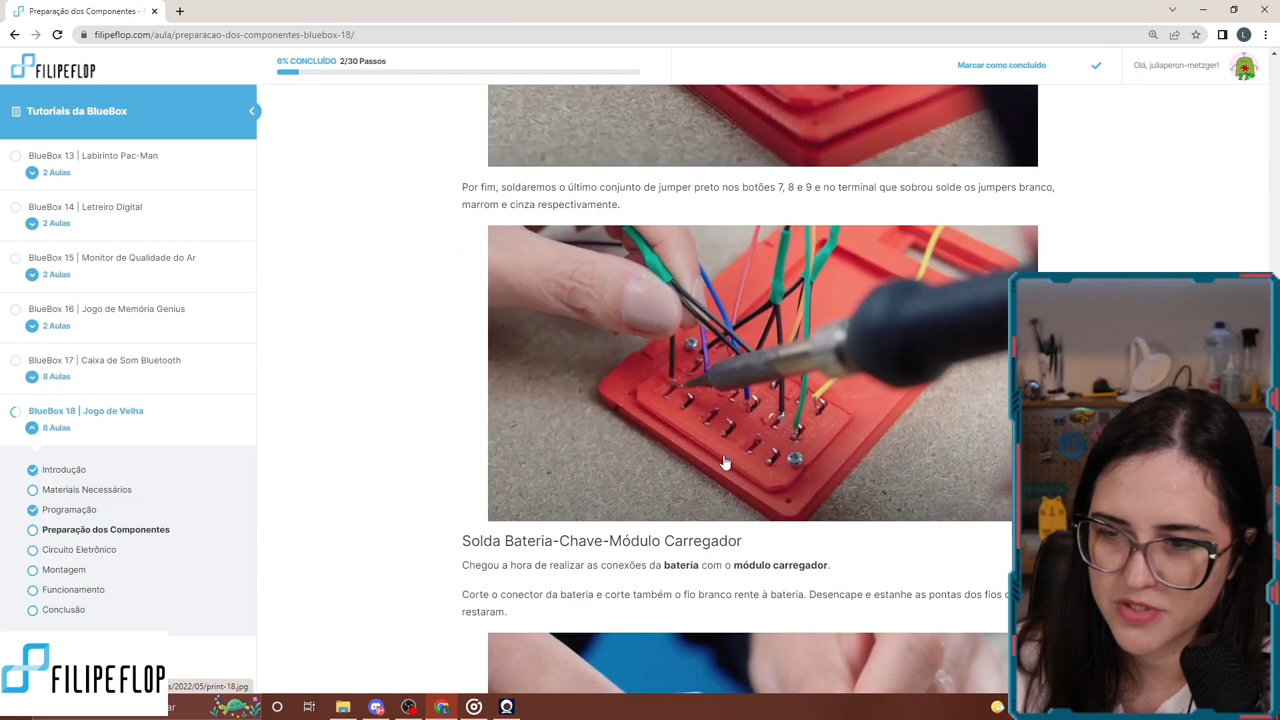 Preparação dos Componentes -
filipeflop.com/aula/preparacao-dos-componentes-bluebox-18/
L
FILIPEFLOP
6% CONCLUÍDO 2/30 Passos
Marcar como concluído
Olá, juliaperon-metzger!
Tutoriais da BlueBox
BlueBox 13 | Labirinto Pac-Man
2 Aulas
BlueBox 14 | Letreiro Digital
2 Aulas
BlueBox 15 | Monitor de Qualidade do Ar
2 Aulas
BlueBox 16 | Jogo de Memória Genius
2 Aulas
BlueBox 17 | Caixa de Som Bluetooth
8 Aulas
BlueBox 18 | Jogo de Velha
8 Aulas
Introdução
Materiais Necessários
Programação
Preparação dos Componentes
Circuito Eletrônico
Montagem
Funcionamento
Conclusão
Por fim, soldaremos o último conjunto de jumper preto nos botões 7, 8 e 9 e no terminal que sobrou solde os jumpers branco,
marrom e cinza respectivamente.
Solda Bateria-Chave-Módulo Carregador
Chegou a hora de realizar as conexões da bateria com o módulo carregador.
Corte o conector da bateria e corte também o fio branco rente à bateria. Desencape e estanhe as pontas dos fios
restaram.
FILIPEFLOP
s/2022/05/print-18.jpg
ar